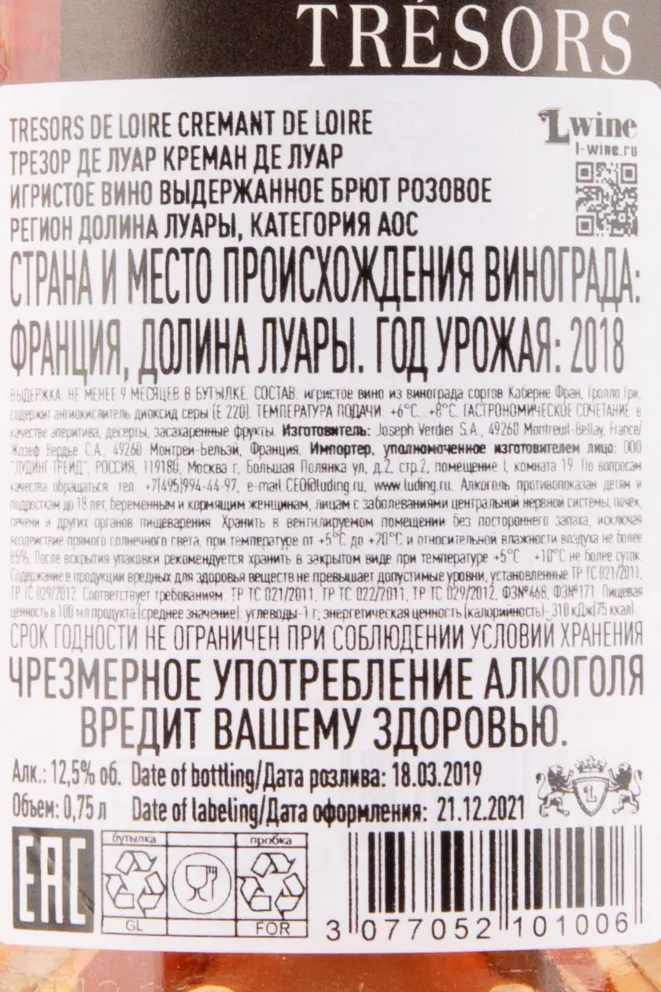 TRÉSORS
TRESORS DE LOIRE CREMANT DE LOIRE
ТРЕЗОР ДЕ ЛУАР КРЕМАН ДЕ ЛУАР
ИГРИСТОЕ ВИНО ВЫДЕРЖАННОЕ БРЮТ РОЗОВОЕ
РЕГИОН ДОЛИНА ЛУАРЫ, КАТЕГОРИЯ АОС
Lwine
l-wine.ru
СТРАНА И МЕСТО ПРОИСХОЖДЕНИЯ ВИНОГРАДА:
ФРАНЦИЯ, ДОЛИНА ЛУАРЫ. ГОД УРОЖАЯ: 2018
ВЫДЕРЖКА: НЕ МЕНЕЕ 9 МЕСЯЦЕВ В БУТЫЛКЕ. СОСТАВ: игристое вино из винограда сортов Каберне Фран, Гролло Гри,
содержит антиокислитель диоксид серы (Е 220). ТЕМПЕРАТУРА ПОДАЧИ: +6°С...+8°С. ГАСТРОНОМИЧЕСКОЕ СОЧЕТАНИЕ: в
качестве аперитива, десерты, засахаренные фрукты. Изготовитель: Joseph Verdier S.A., 49260 Montreuil-Bellay, France/
Жозеф Вердье С.А., 49260 Монтреи-Бельэй, Франция. Импортер, уполномоченное изготовителем лицо: ООО
"ЛУДИНГ-ТРЕЙД", РОССИЯ, 119180, Москва г, Большая Полянка ул, д.2, стр.2, помещение I, комната 19. По вопросам
качества обращаться: тел. +7(495)994-44-97, e-mail CEO@luding.ru, www.luding.ru. Алкоголь противопоказан детям и
подросткам до 18 лет, беременным и кормящим женщинам, лицам с заболеваниями центральной нервной системы, почек,
печени и других органов пищеварения. Хранить в вентилируемом помещении без постороннего запаха, исключая
воздействие прямого солнечного света, при температуре от +5°С до +20°С и относительной влажности воздуха не более
85%. После вскрытия упаковки рекомендуется хранить в закрытом виде при температуре +5°С +10°С не более суток.
Содержание в продукции вредных для здоровья веществ не превышает допустимые уровни, установленные ТР ТС 021/2011,
ТР ТС 029/2012. Соответствует требованиям: ТР ТС 021/2011, ТР ТС 022/2011, ТР ТС 029/2012, ФЗ№468, ФЗ№171. Пищевая
ценность в 100 мл продукта (среднее значение): углеводы-1 г; энергетическая ценность (калорийность)- 310 кДж(75 ккал)
СРОК ГОДНОСТИ НЕ ОГРАНИЧЕН ПРИ СОБЛЮДЕНИИ УСЛОВИЙ ХРАНЕНИЯ
ЧРЕЗМЕРНОЕ УПОТРЕБЛЕНИЕ АЛКОГОЛЯ
ВРЕДИТ ВАШЕМУ ЗДОРОВЬЮ.
Алк.: 12,5% об. Date of bottling/Дата розлива: 18.03.2019
Объем: 0,75 л Date of labeling/Дата оформления: 21.12.2021
L
EAC
бутылка
пробка
GL
FOR
3 077052 101006